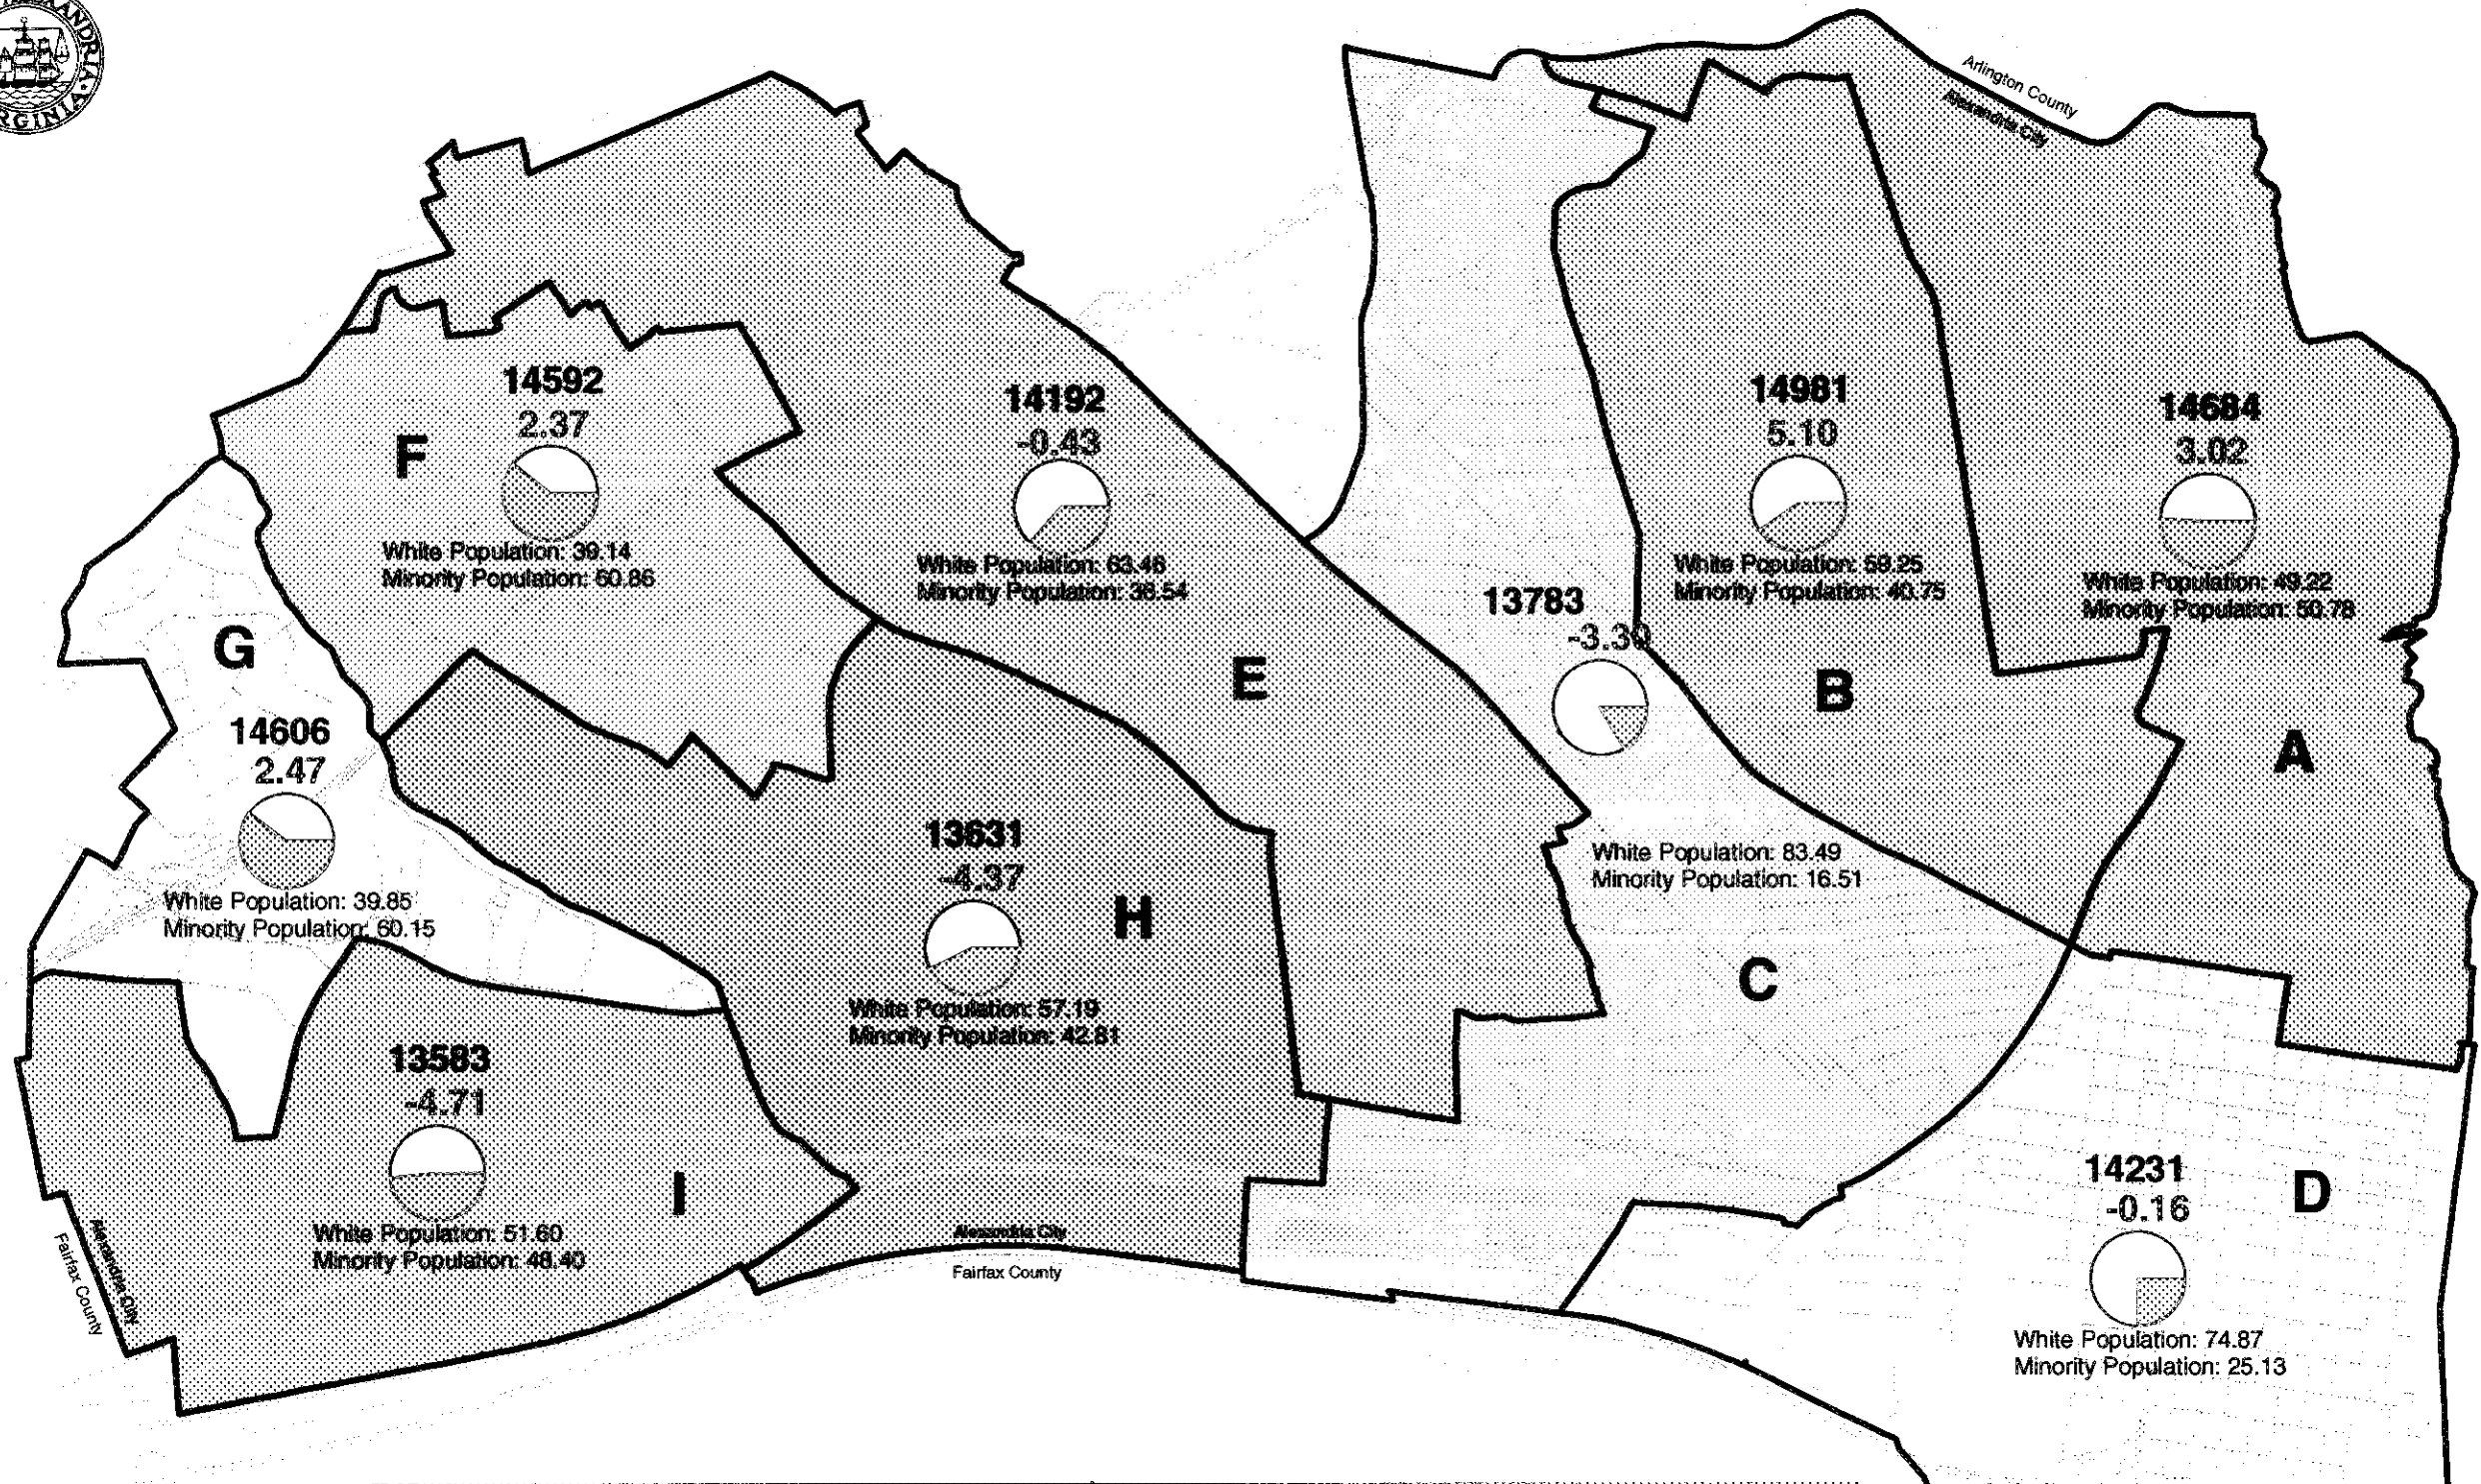 VIRGINIA
Arlington County
Alexandria City
14592
2.37
F
White Population: 39.14
Minority Population: 60.86
14192
-0.43
White Population: 63.46
Minority Population: 36.54
E
14981
5.10
White Population: 59.25
Minority Population: 40.75
B
14684
3.02
White Population: 49.22
Minority Population: 50.78
A
13783
-3.30
White Population: 83.49
Minority Population: 16.51
C
G
14606
2.47
White Population: 39.85
Minority Population: 60.15
13631
-4.37
H
White Population: 57.19
Minority Population: 42.81
13583
-4.71
I
White Population: 51.60
Minority Population: 48.40
14231
-0.16
D
White Population: 74.87
Minority Population: 25.13
Alexandria City
Fairfax County
Alexandria City
Fairfax County